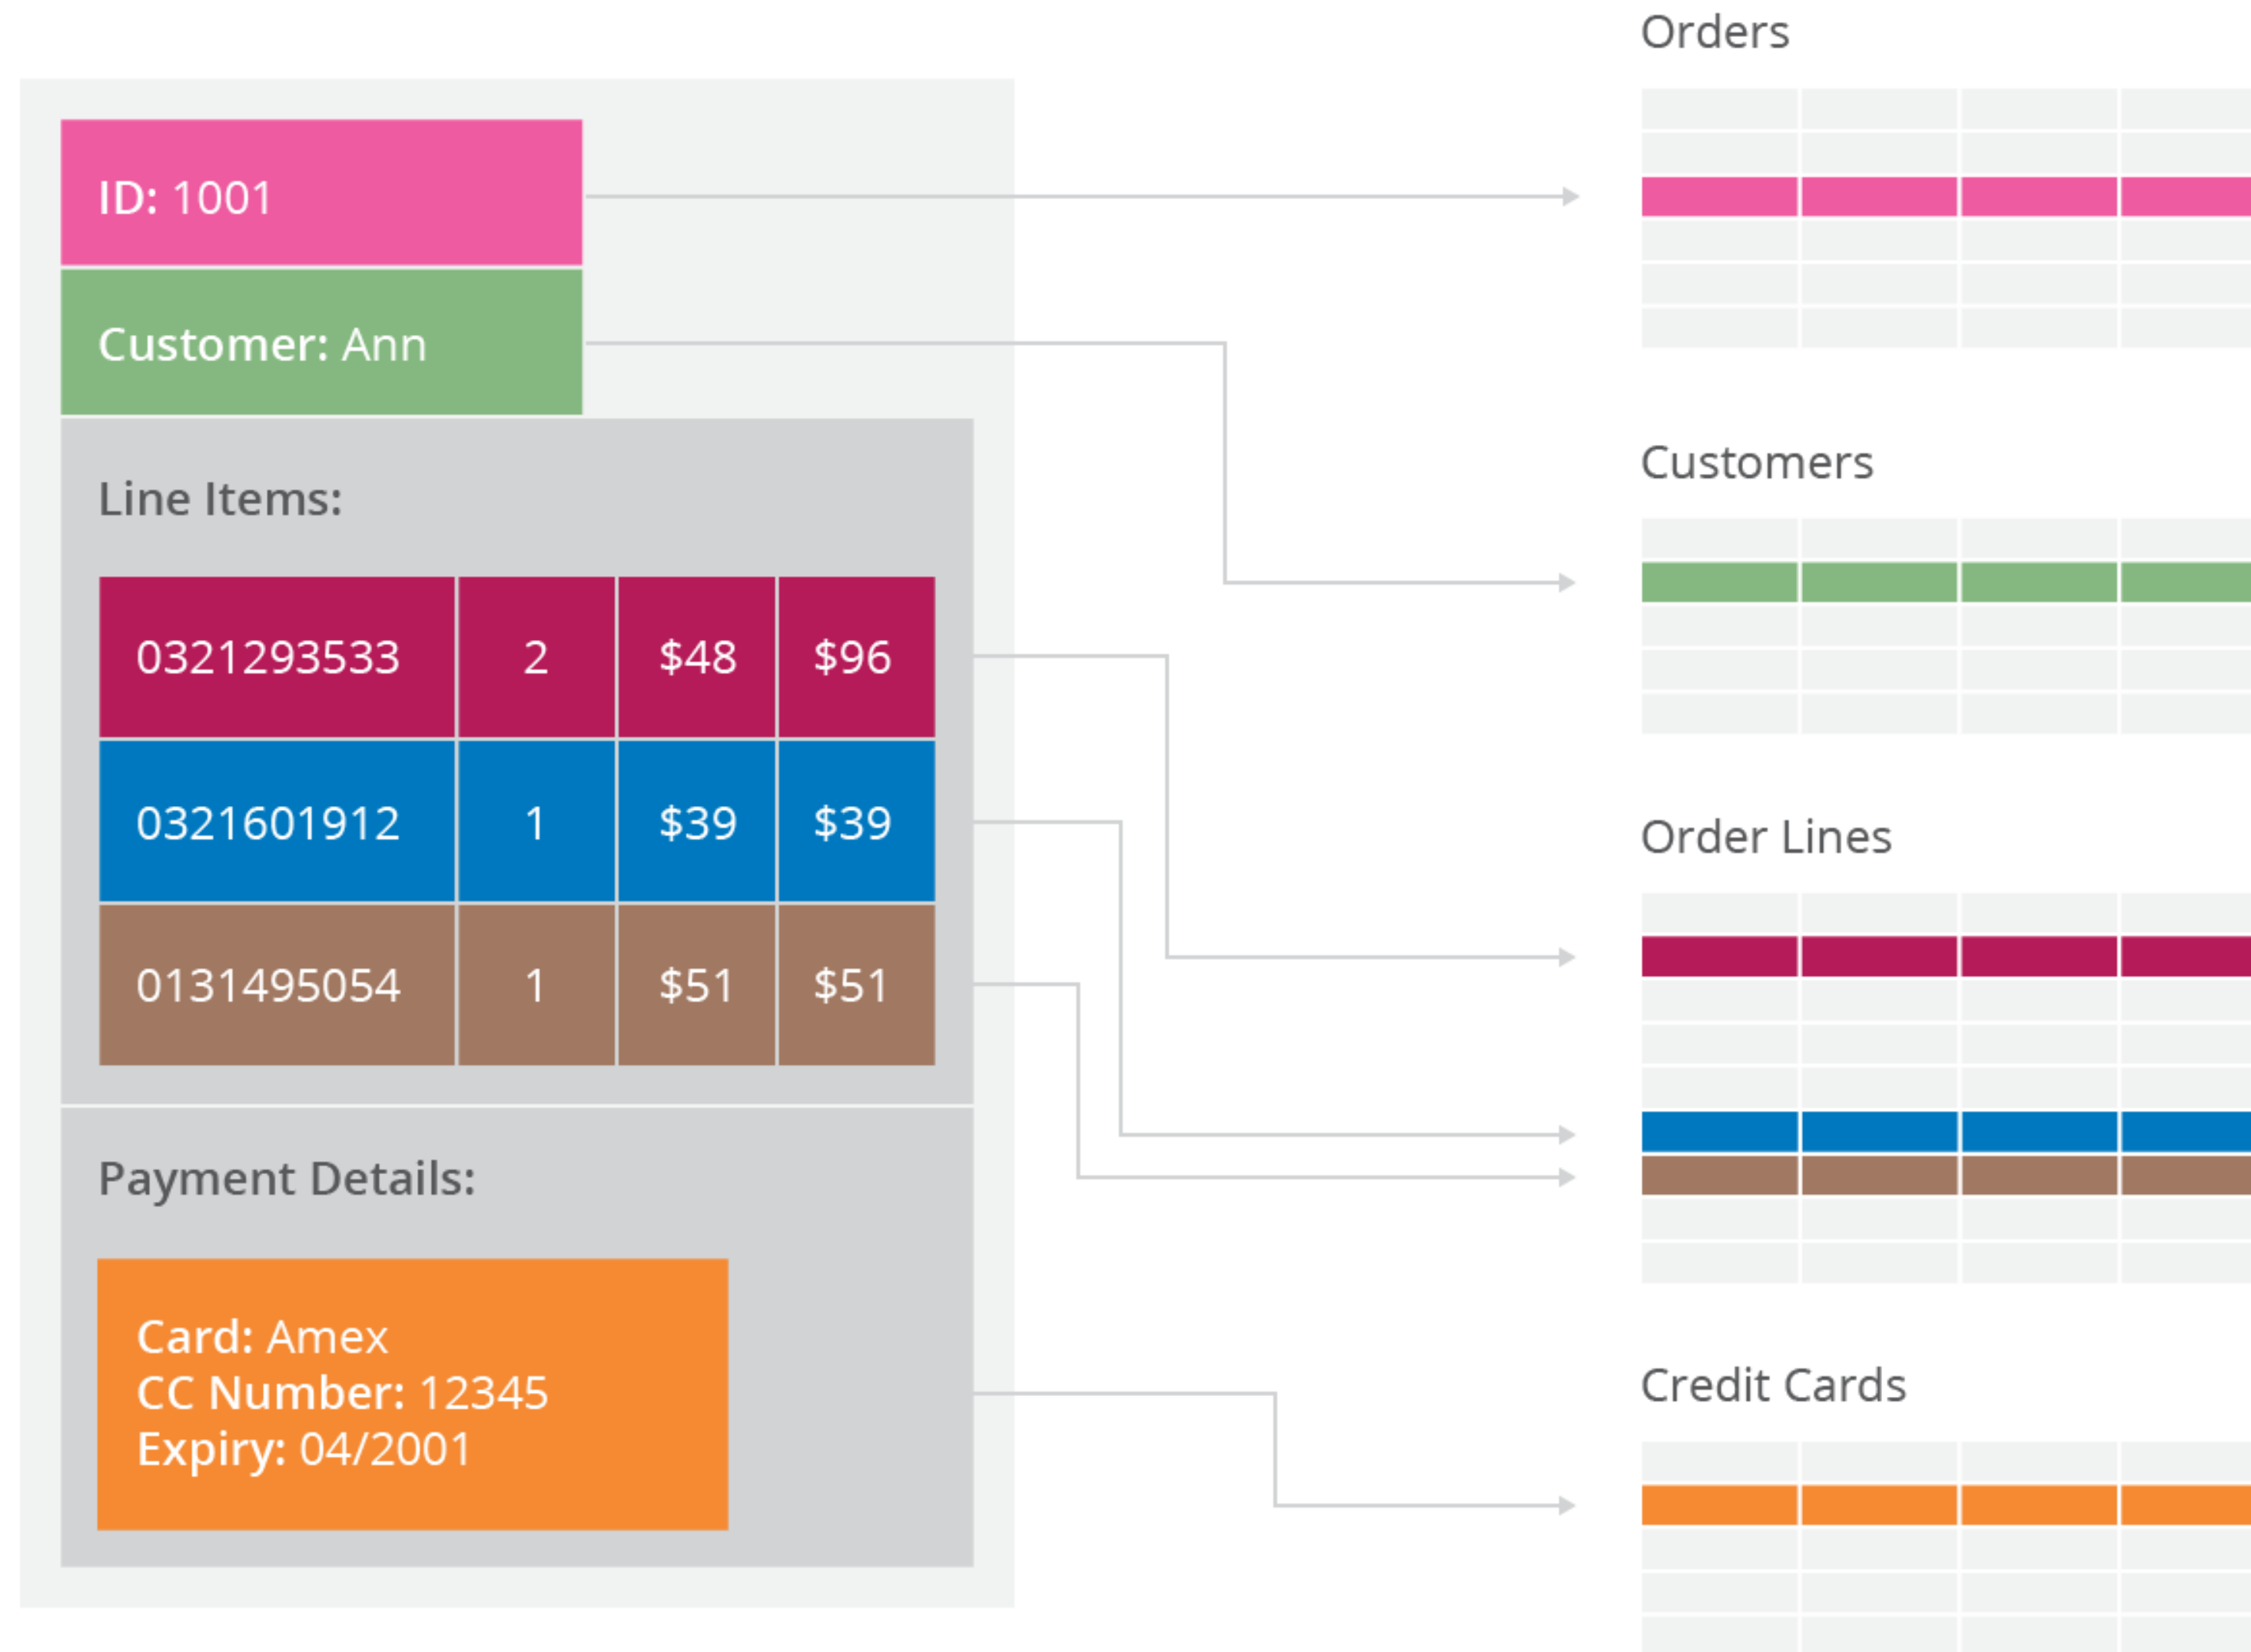 Orders
ID: 1001
Customer: Ann
Customers
Line Items:
0321293533 2 $48 $96
0321601912 1 $39 $39
0131495054 1 $51 $51
Order Lines
Payment Details:
Card: Amex
CC Number: 12345
Expiry: 04/2001
Credit Cards